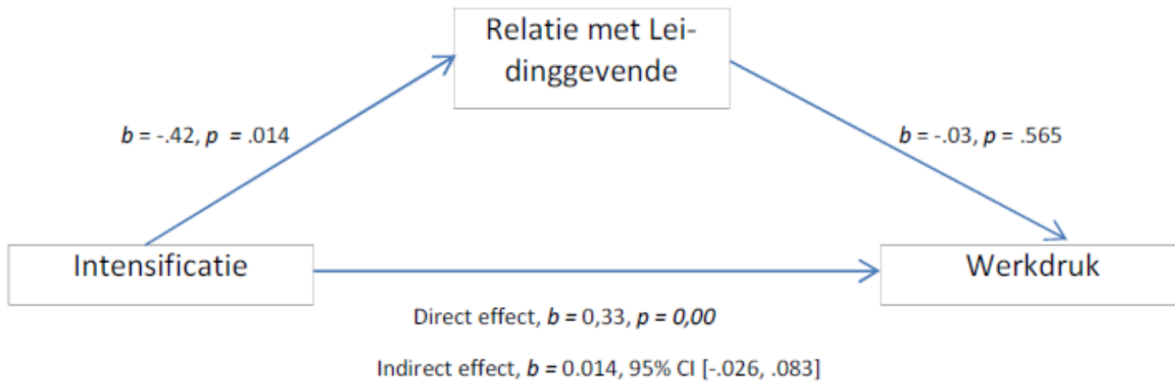 Relatie met Lei-
dinggevende
b = -.42, p = .014
b = -.03, p = .565
Intensificatie
Werkdruk
Direct effect, b = 0,33, p = 0,00
Indirect effect, b = 0.014, 95% CI [-.026, .083]